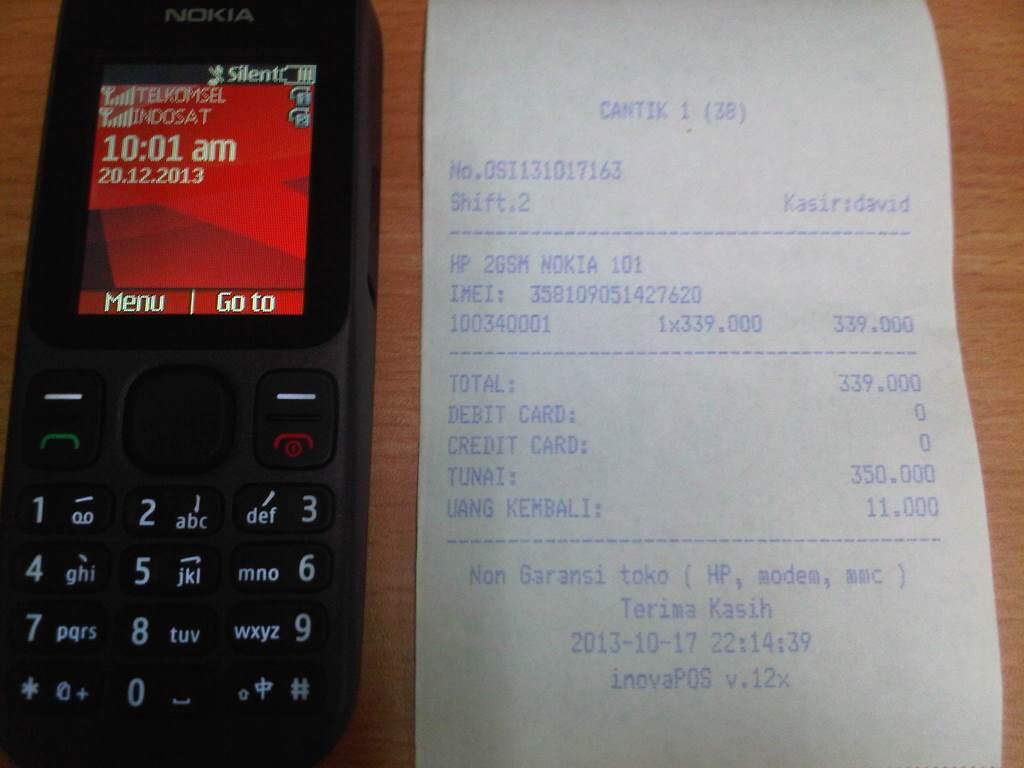 NOKIA
Silent
TELKOMSEL
INDOSAT
10:01 am
20.12.2013
Menu | Go to
1
2 abc
def 3
4 ghi
5 jkl
mno 6
7 pqrs
8 tuv
wxyz 9
* +
0
中 #
CANTIK 1 (38)
No.OSI131017163
Shift.2 Kasir:david
HP 2GSM NOKIA 101
IMEI: 358109051427620
100340001 1x339.000 339.000
TOTAL: 339.000
DEBIT CARD: 0
CREDIT CARD: 0
TUNAI: 350.000
UANG KEMBALI: 11.000
Non Garansi toko ( HP, modem, mmc )
Terima Kasih
2013-10-17 22:14:39
inovaPOS v.12x